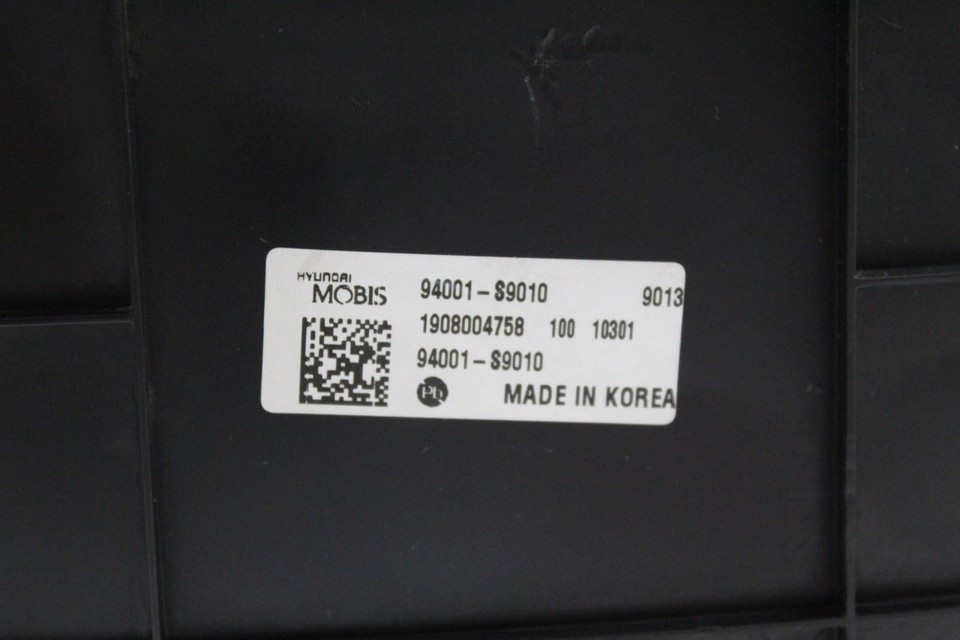 HYUNDAI
MOBIS
94001-S9010 9013
1908004758 100 10301
94001-S9010
Pb MADE IN KOREA